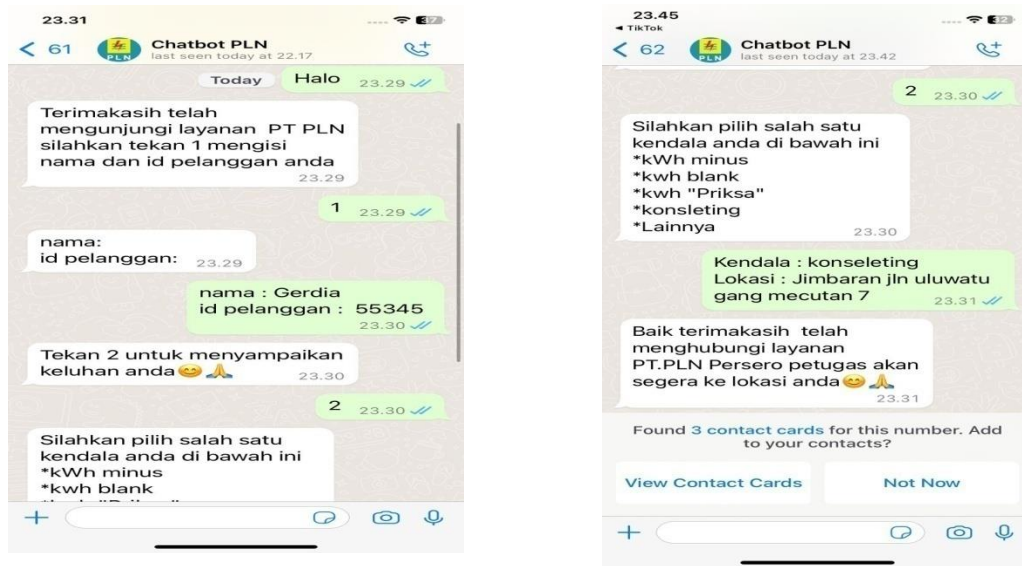 23.31
37
61
Chatbot PLN
last seen today at 22.17
PLN
Today
Halo 23.29
Terimakasih telah
mengunjungi layanan PT PLN
silahkan tekan 1 mengisi
nama dan id pelanggan anda
23.29
1 23.29
nama:
id pelanggan: 23.29
nama : Gerdia
id pelanggan : 55345
23.30
Tekan 2 untuk menyampaikan
keluhan anda😊🙏 23.30
2 23.30
Silahkan pilih salah satu
kendala anda di bawah ini
*kWh minus
*kwh blank
23.45
TikTok
32
62
Chatbot PLN
last seen today at 23.42
PLN
2 23.30
Silahkan pilih salah satu
kendala anda di bawah ini
*kWh minus
*kwh blank
*kwh "Priksa"
*konsleting
*Lainnya 23.30
Kendala : konseleting
Lokasi : Jimbaran jln uluwatu
gang mecutan 7 23.31
Baik terimakasih telah
menghubungi layanan
PT.PLN Persero petugas akan
segera ke lokasi anda😊🙏
23.31
Found 3 contact cards for this number. Add
to your contacts?
View Contact Cards
Not Now